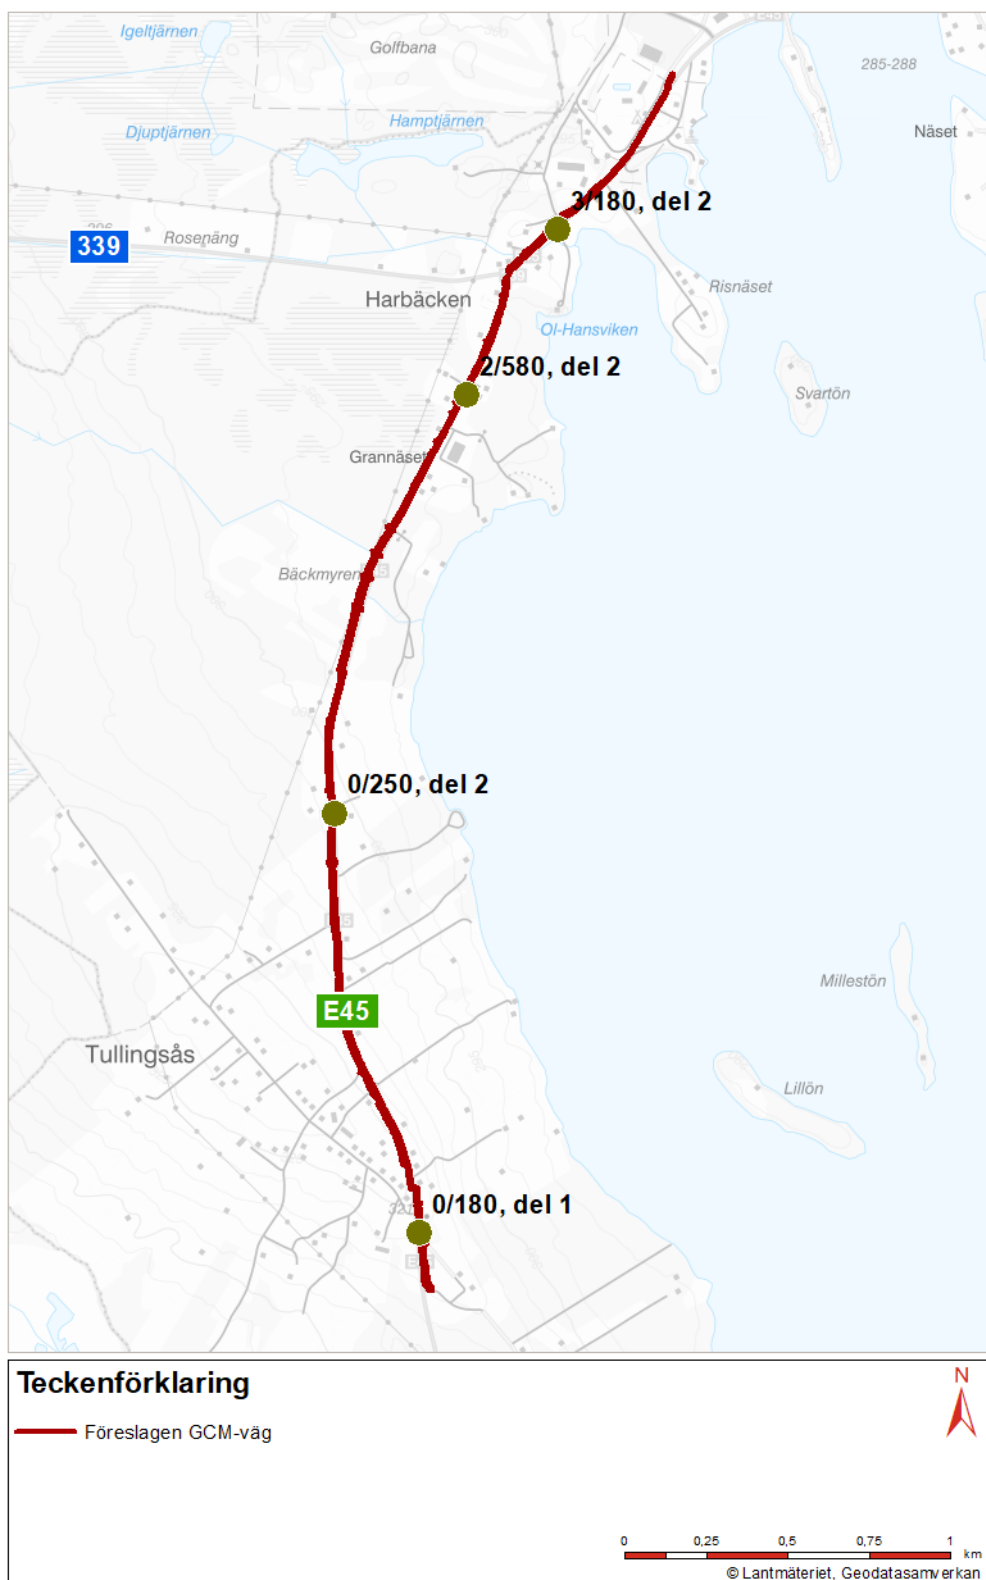 Igeltjärnen
Golfbana
E45
285-288
Hamptjärnen
Djuptjärnen
Näset
3/180, del 2
Rosenäng
339
Risnäset
Harbäcken
Ol-Hansviken
2/580, del 2
Svartön
Grannäset
Bäckmyren
0/250, del 2
Millestön
E45
Tullingsås
Lillön
0/180, del 1
Teckenförklaring
N
Föreslagen GCM-väg
0 0,25 0,5 0,75 1
km
© Lantmäteriet, Geodatasamverkan